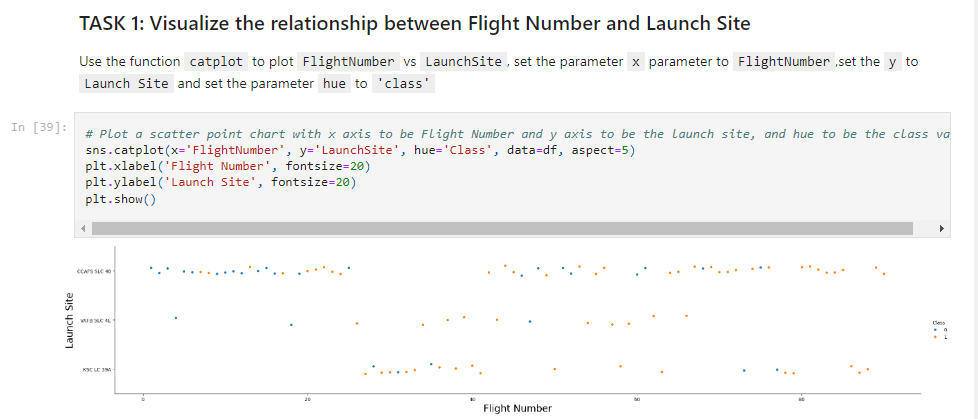 TASK 1: Visualize the relationship between Flight Number and Launch Site
Use the function catplot to plot FlightNumber vs LaunchSite , set the parameter x parameter to FlightNumber ,set the y to
Launch Site and set the parameter hue to 'class'
In [39]:
# Plot a scatter point chart with x axis to be Flight Number and y axis to be the launch site, and hue to be the class va
sns.catplot(x='FlightNumber', y='LaunchSite', hue='Class', data=df, aspect=5)
plt.xlabel('Flight Number', fontsize=20)
plt.ylabel('Launch Site', fontsize=20)
plt.show()
CCAFS SLC 40
VAFB SLC 4E
KSC LC 39A
Launch Site
Class
0
1
0 20 40 60 80
Flight Number